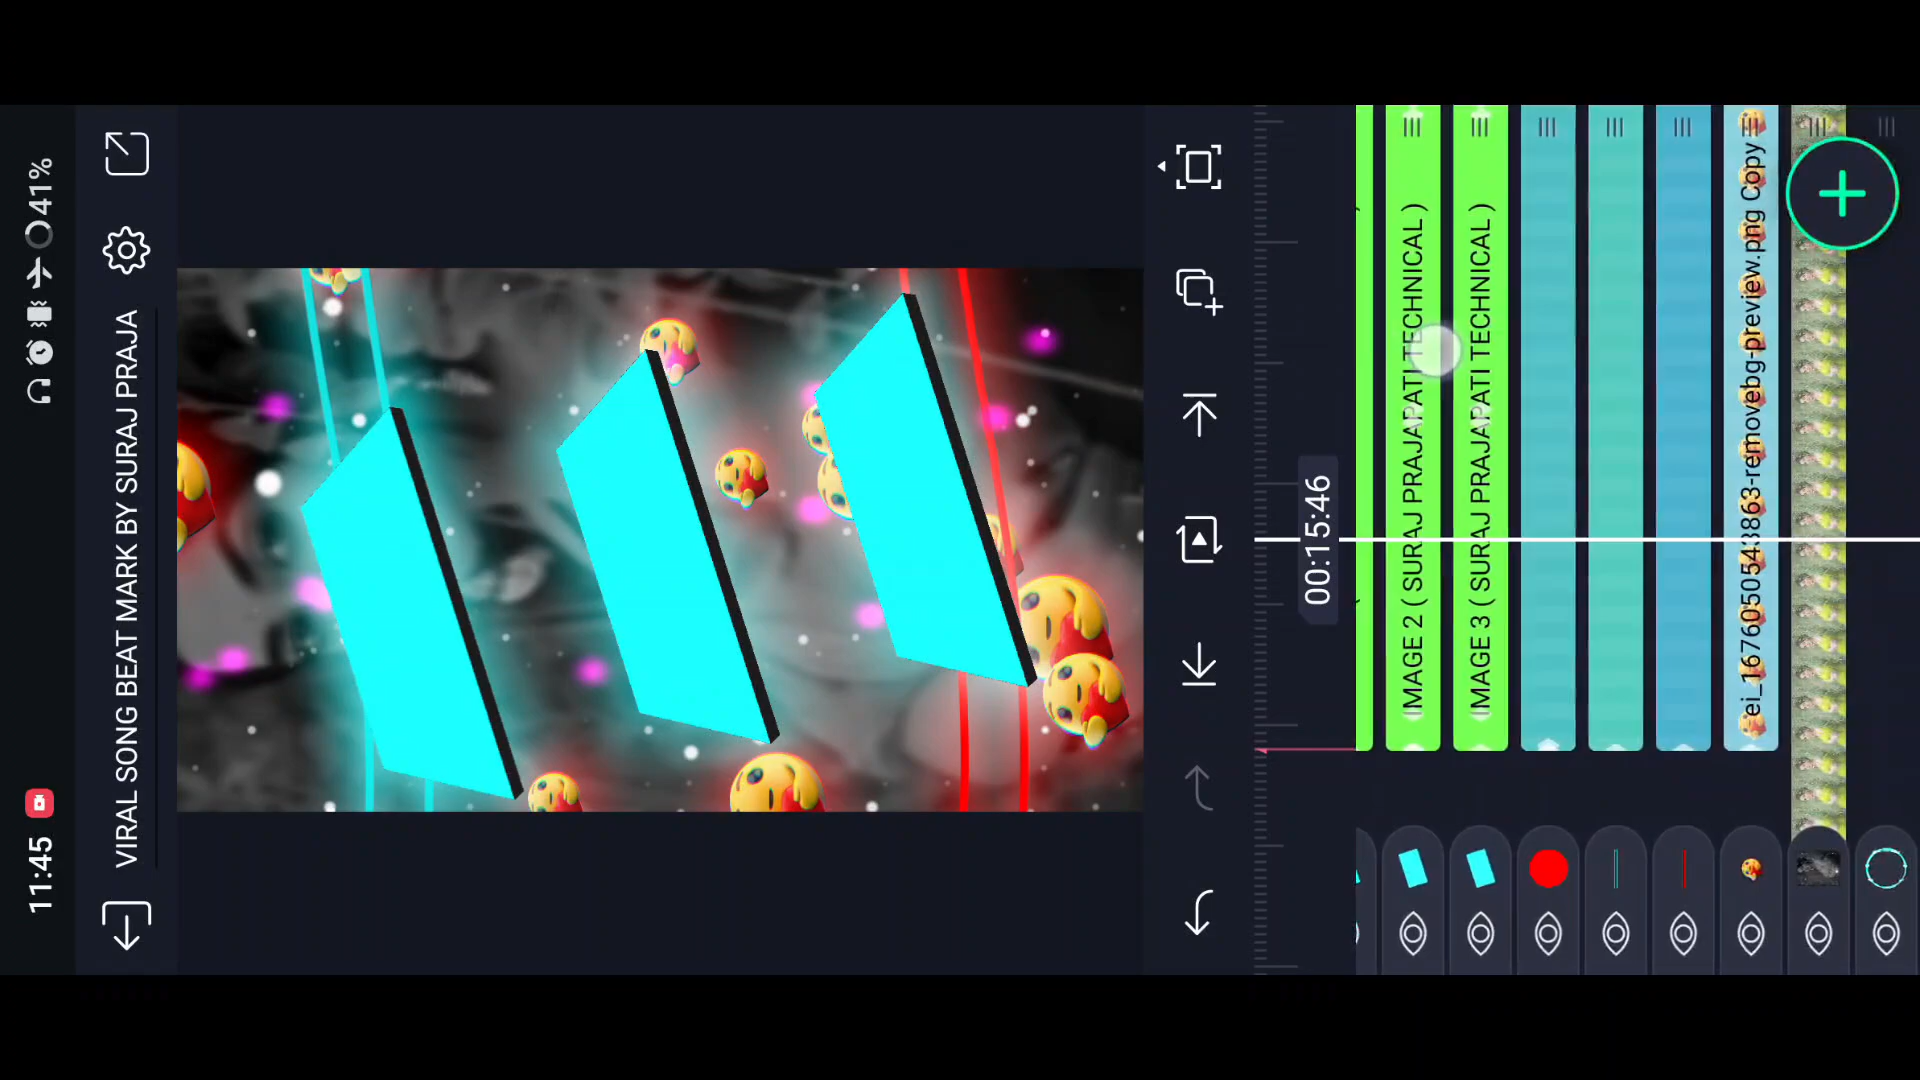 11:45
41%
VIRAL SONG BEAT MARK BY SURAJ PRAJA
00:15:46
IMAGE 2 ( SURAJ PRAJAPATI TECHNICAL )
IMAGE 3 ( SURAJ PRAJAPATI TECHNICAL )
ei_1676050543863-removebg-preview.png Copy